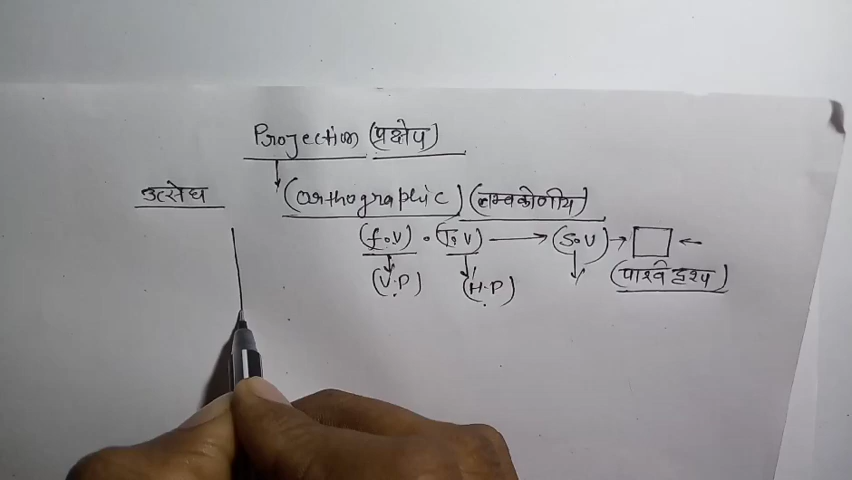 Projection (प्रक्षेप)
उत्सेध (Orthographic) (लम्बकोणीय)
(f.v) . (T.V) (S.V)
(V.P) (H.P) (पार्श्व दृश्य)